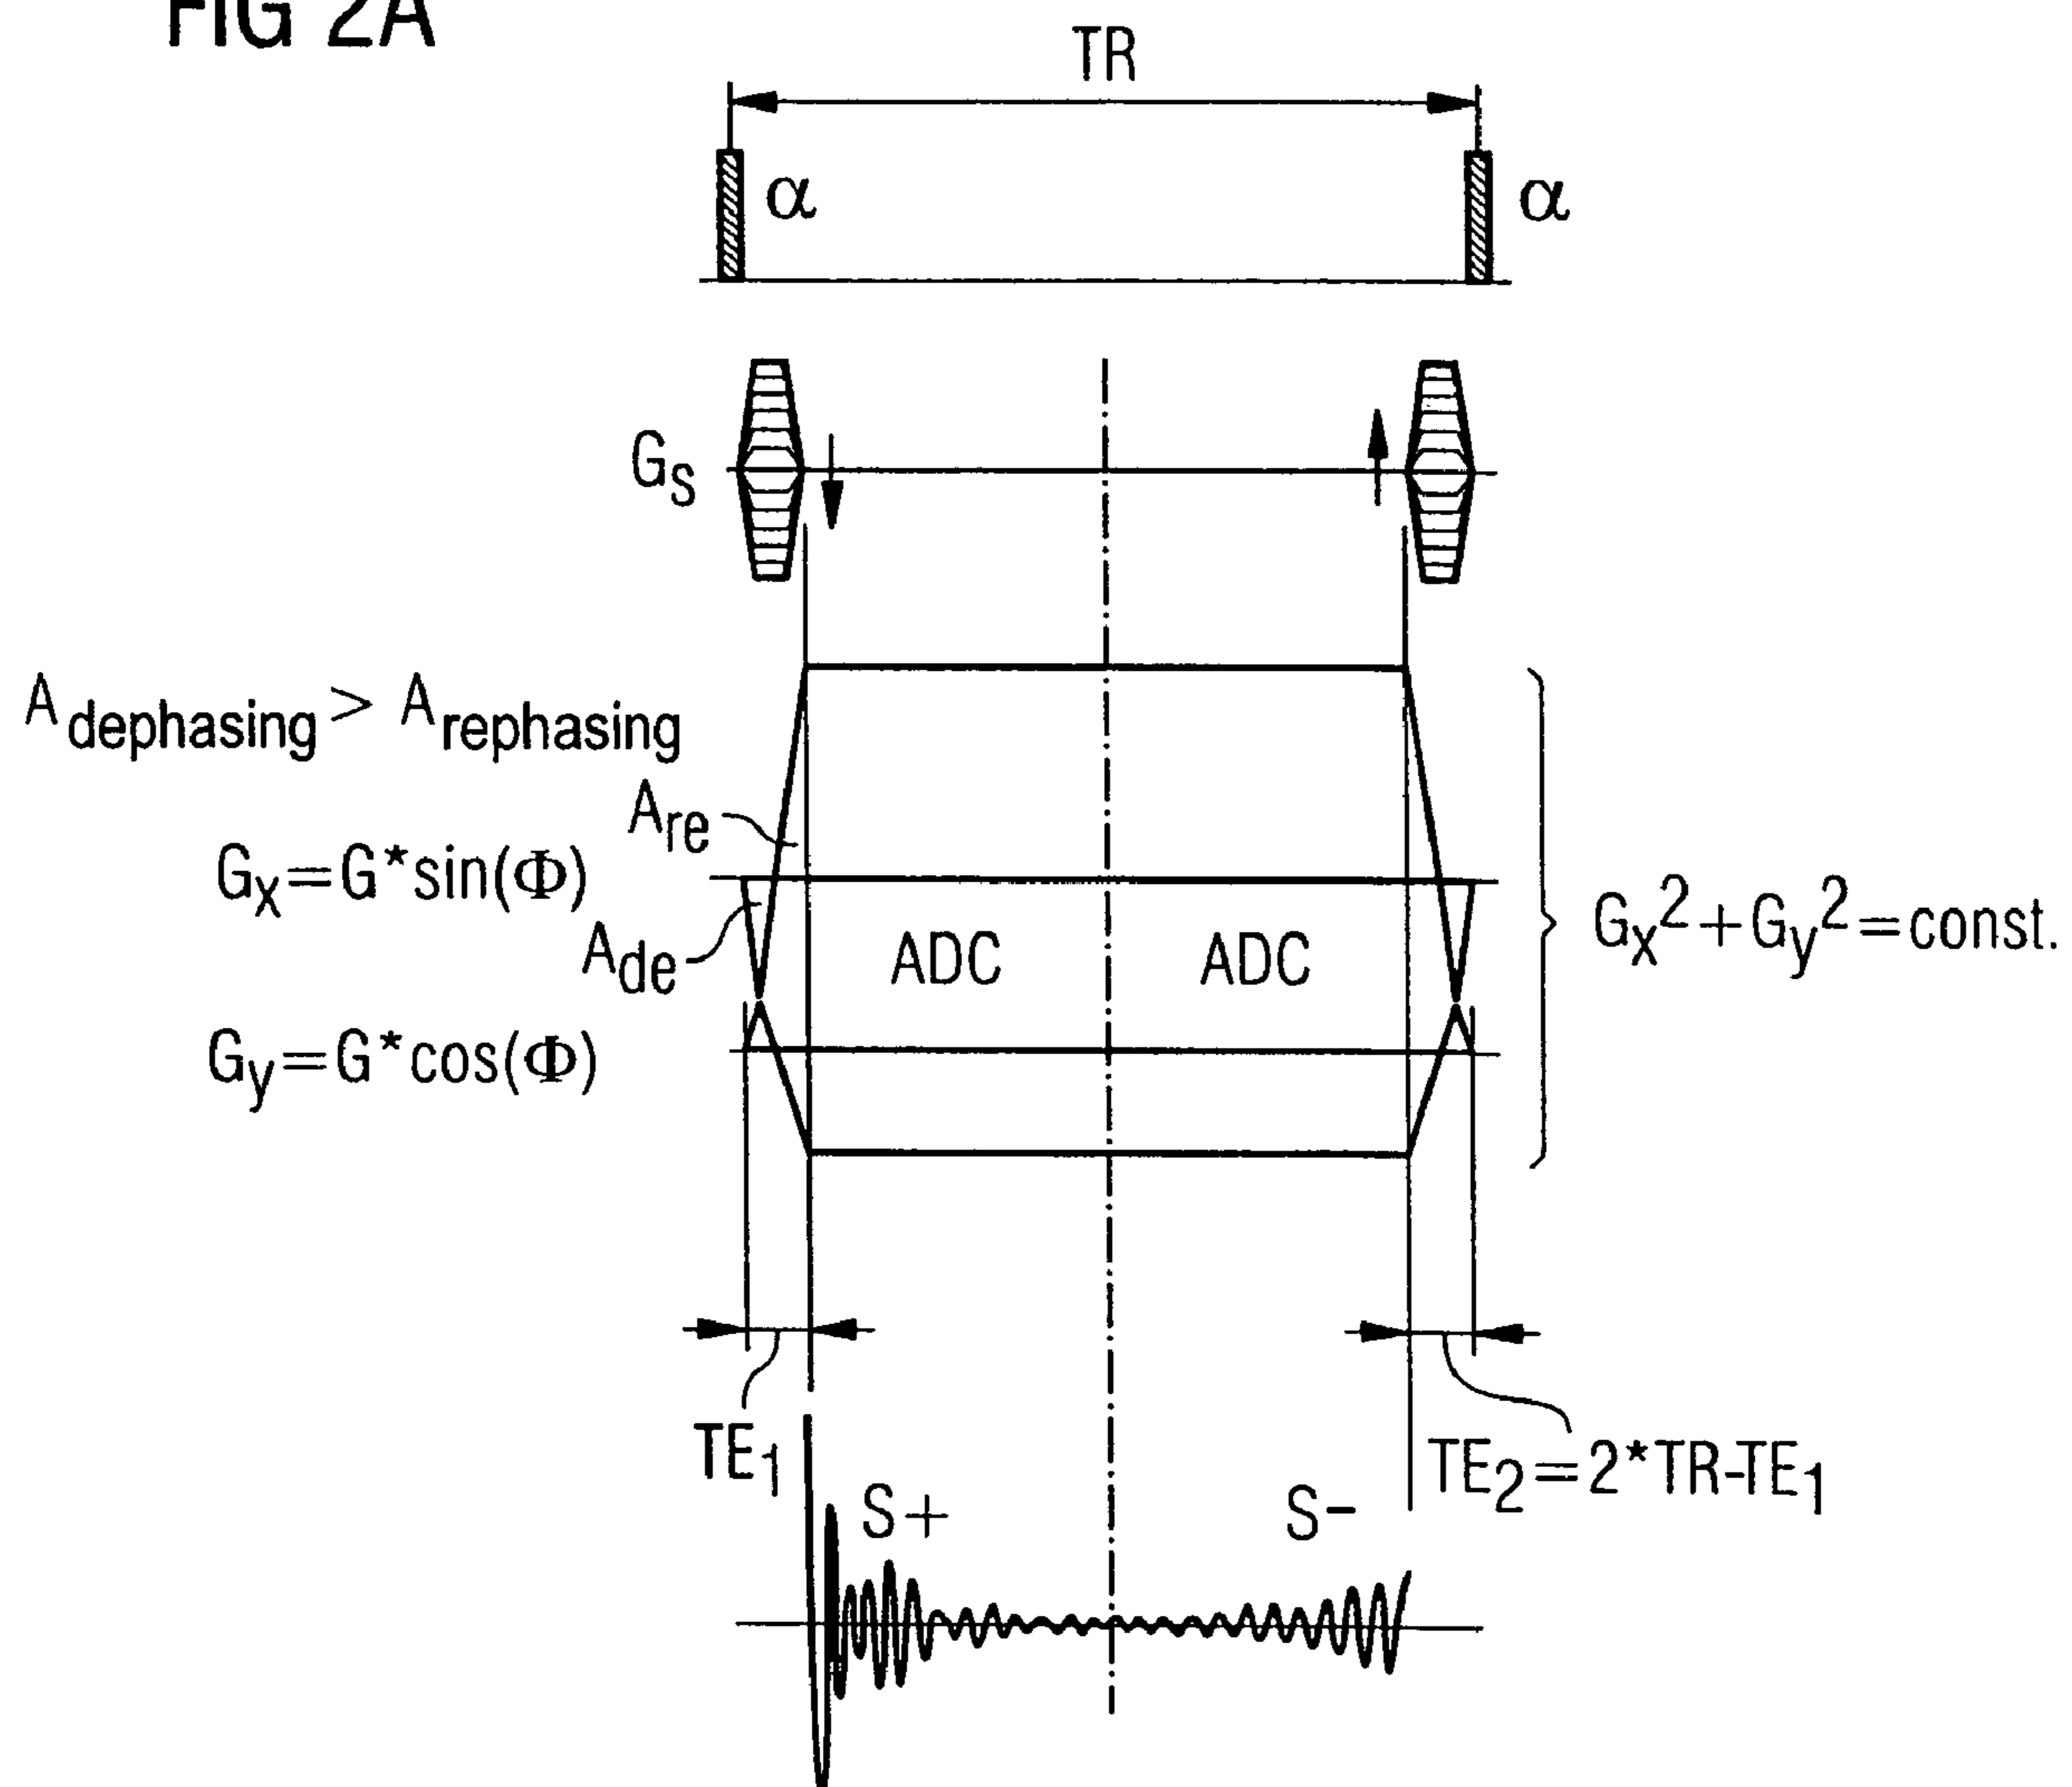 FIG 2A
TR
α
α
Gs
Adephasing > Arephasing
Are
Gx=G*sin(Φ)
Ade
ADC
ADC
Gx²+Gy²=const.
Gy=G*cos(Φ)
TE1
TE2=2*TR-TE1
S+
S-